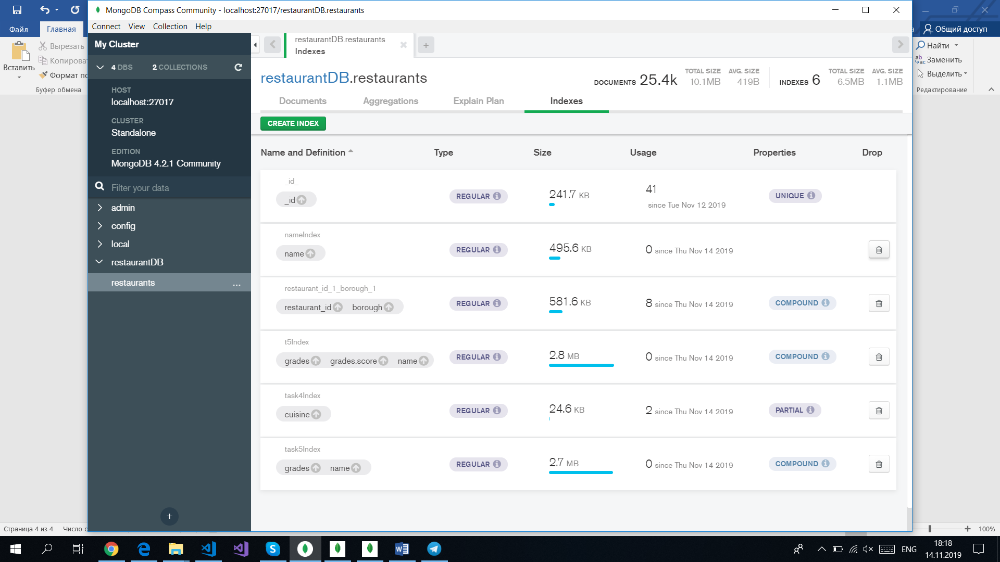 MongoDB Compass Community - localhost:27017/restaurantDB.restaurants
Connect View Collection Help
Файл
Главная
Общий доступ
Вставить
Вырезать
Копирова
Формат по
Буфер обмена
Найти
Заменить
Выделить
Редактирование
My Cluster
4 DBS 2 COLLECTIONS
HOST
localhost:27017
CLUSTER
Standalone
EDITION
MongoDB 4.2.1 Community
Filter your data
admin
config
local
restaurantDB
restaurants ...
+
restaurantDB.restaurants
Indexes
+
restaurantDB.restaurants
DOCUMENTS 25.4k
TOTAL SIZE
10.1MB
AVG. SIZE
419B
INDEXES 6
TOTAL SIZE
6.5MB
AVG. SIZE
1.1MB
Documents Aggregations Explain Plan Indexes
CREATE INDEX
Name and Definition Type Size Usage Properties Drop
_id_
_id
REGULAR
241.7 KB
41
since Tue Nov 12 2019
UNIQUE
nameIndex
name
REGULAR
495.6 KB
0 since Thu Nov 14 2019
restaurant_id_1_borough_1
restaurant_id borough
REGULAR
581.6 KB
8 since Thu Nov 14 2019
COMPOUND
t5Index
grades grades.score name
REGULAR
2.8 MB
0 since Thu Nov 14 2019
COMPOUND
task4Index
cuisine
REGULAR
24.6 KB
2 since Thu Nov 14 2019
PARTIAL
task5Index
grades name
REGULAR
2.7 MB
0 since Thu Nov 14 2019
COMPOUND
Страница 4 из 4 Число
100%
ENG
18:18
14.11.2019